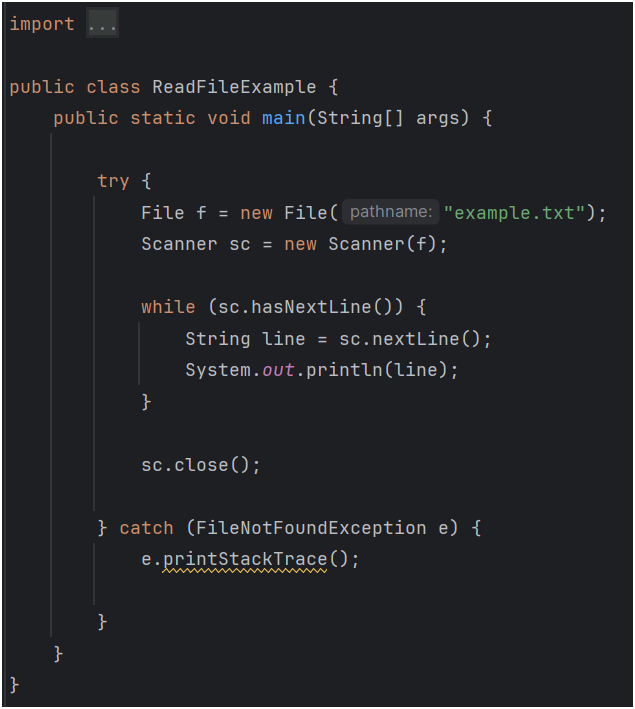 import ...
public class ReadFileExample {
public static void main(String[] args) {
try {
File f = new File( pathname: "example.txt");
Scanner sc = new Scanner(f);
while (sc.hasNextLine()) {
String line = sc.nextLine();
System.out.println(line);
}
sc.close();
} catch (FileNotFoundException e) {
e.printStackTrace();
}
}
}